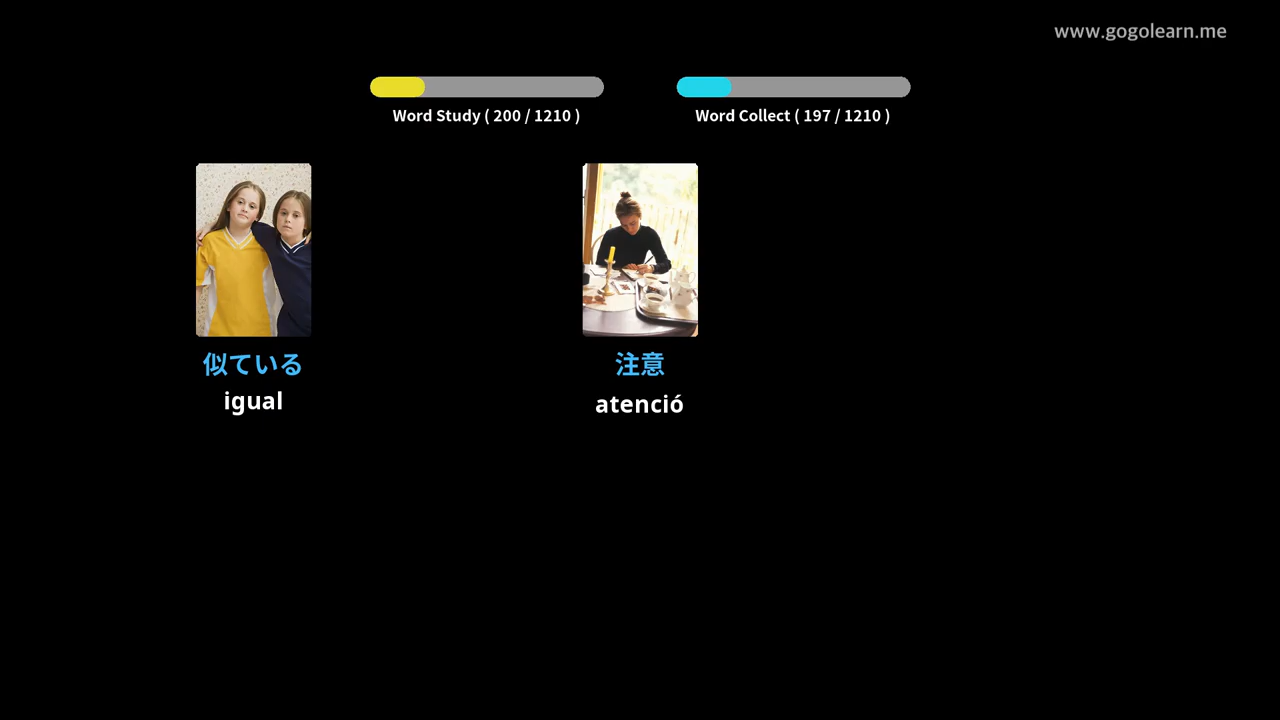 www.gogolearn.me
Word Study ( 200 / 1210 )
Word Collect ( 197 / 1210 )
似ている
igual
注意
atenció